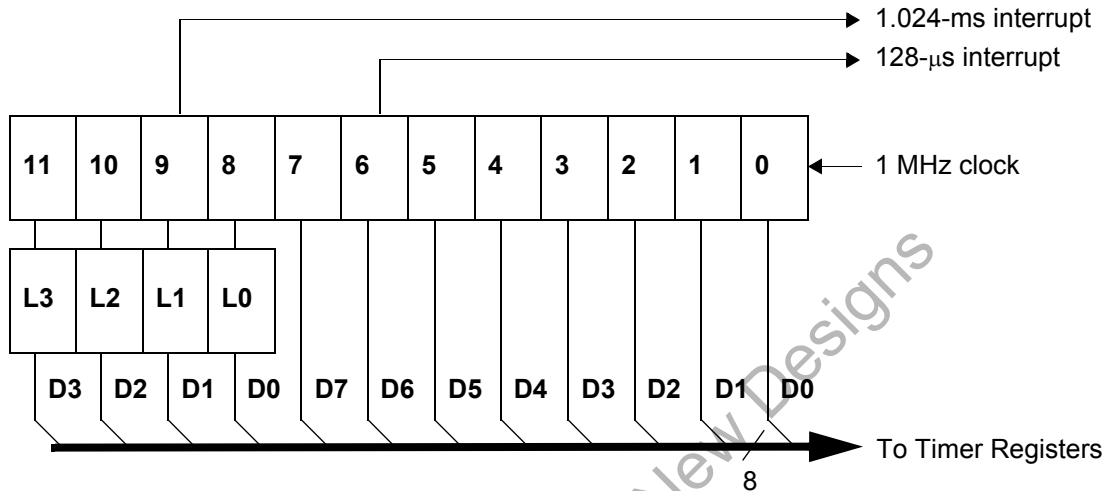 1.024-ms interrupt
128-μs interrupt
11 10 9 8 7 6 5 4 3 2 1 0
1 MHz clock
L3 L2 L1 L0
D3 D2 D1 D0 D7 D6 D5 D4 D3 D2 D1 D0
To Timer Registers
8
New Designs